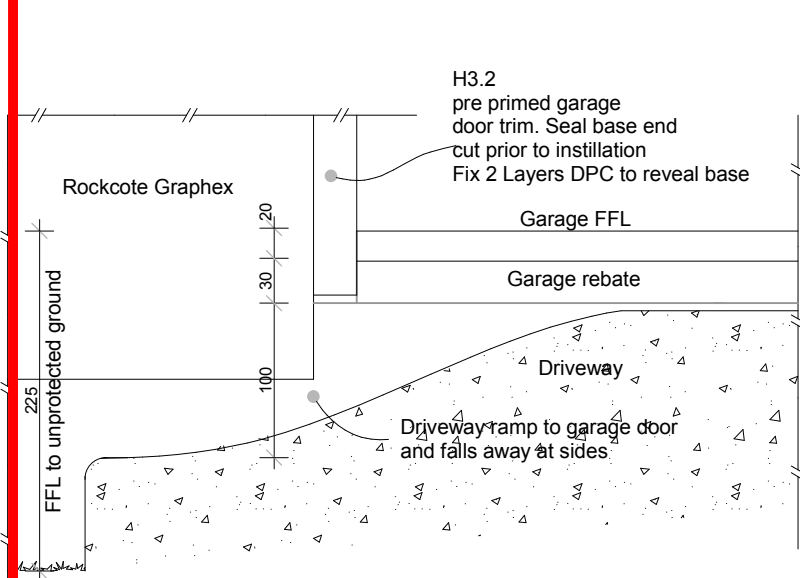 H3.2
pre primed garage
door trim. Seal base end
cut prior to instillation
Fix 2 Layers DPC to reveal base
Rockcote Graphex
20
Garage FFL
30
Garage rebate
100
Driveway
225
FFL to unprotected ground
Driveway ramp to garage door
and falls away at sides